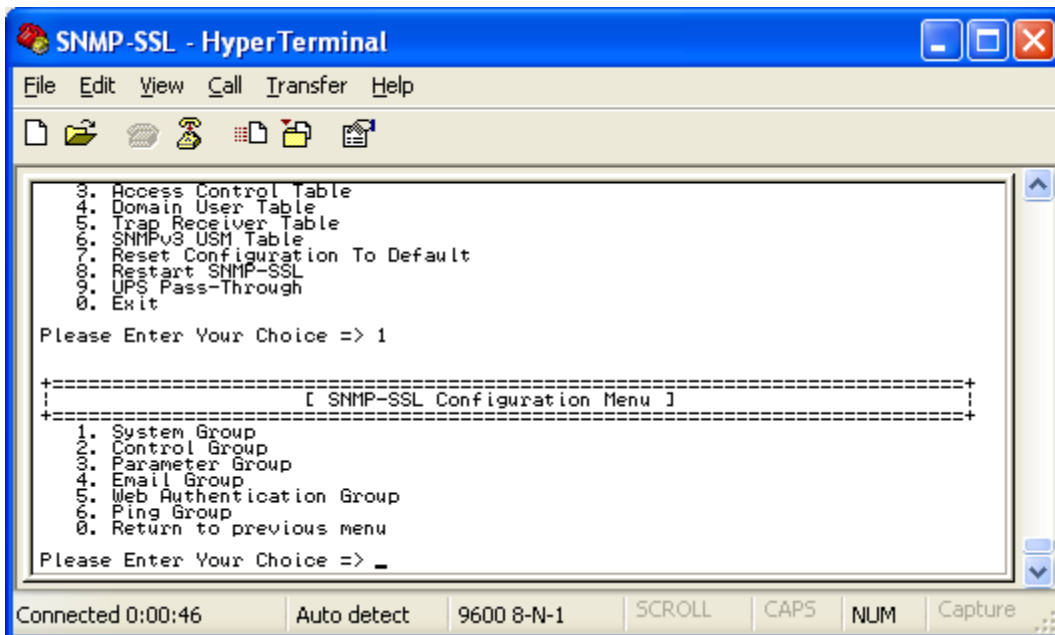 SNMP-SSL - HyperTerminal
File Edit View Call Transfer Help
3. Access Control Table
4. Domain User Table
5. Trap Receiver Table
6. SNMPv3 USM Table
7. Reset Configuration To Default
8. Restart SNMP-SSL
9. UPS Pass-Through
0. Exit
Please Enter Your Choice => 1
+============================================================================+
¦ [ SNMP-SSL Configuration Menu ] ¦
+============================================================================+
1. System Group
2. Control Group
3. Parameter Group
4. Email Group
5. Web Authentication Group
6. Ping Group
0. Return to previous menu
Please Enter Your Choice => _
Connected 0:00:46 Auto detect 9600 8-N-1 SCROLL CAPS NUM Capture